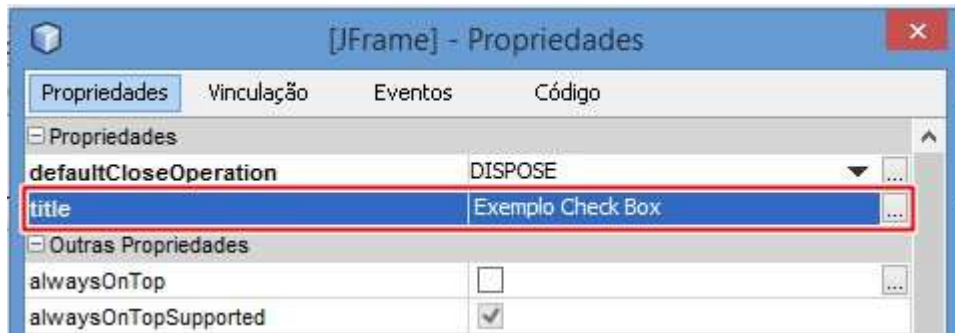 [JFrame] - Propriedades
Propriedades Vinculação Eventos Código
Propriedades
defaultCloseOperation DISPOSE ...
title Exemplo Check Box ...
Outras Propriedades
alwaysOnTop ...
alwaysOnTopSupported